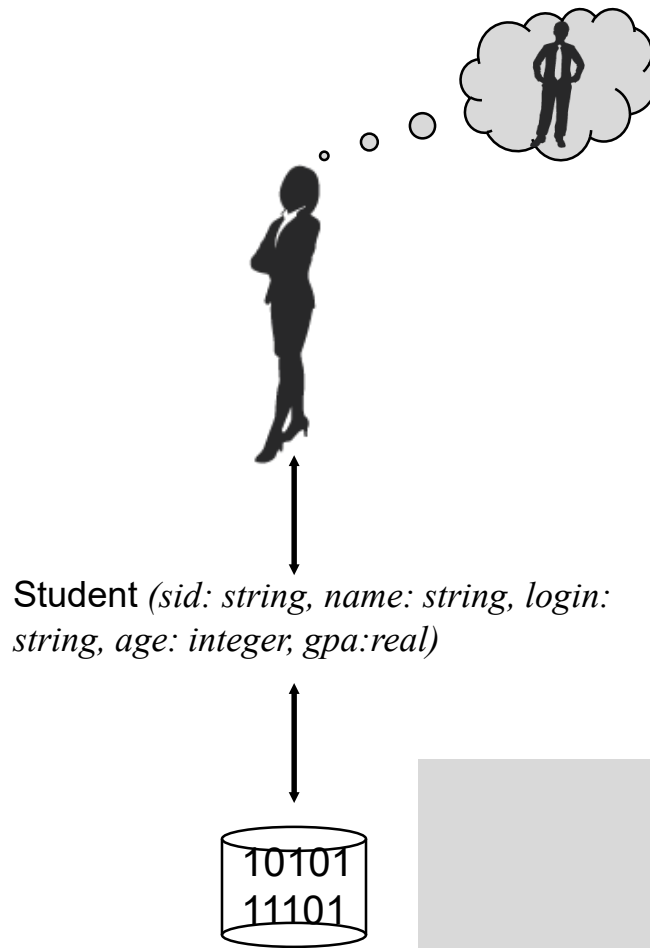 Student (sid: string, name: string, login:
string, age: integer, gpa:real)
10101
11101